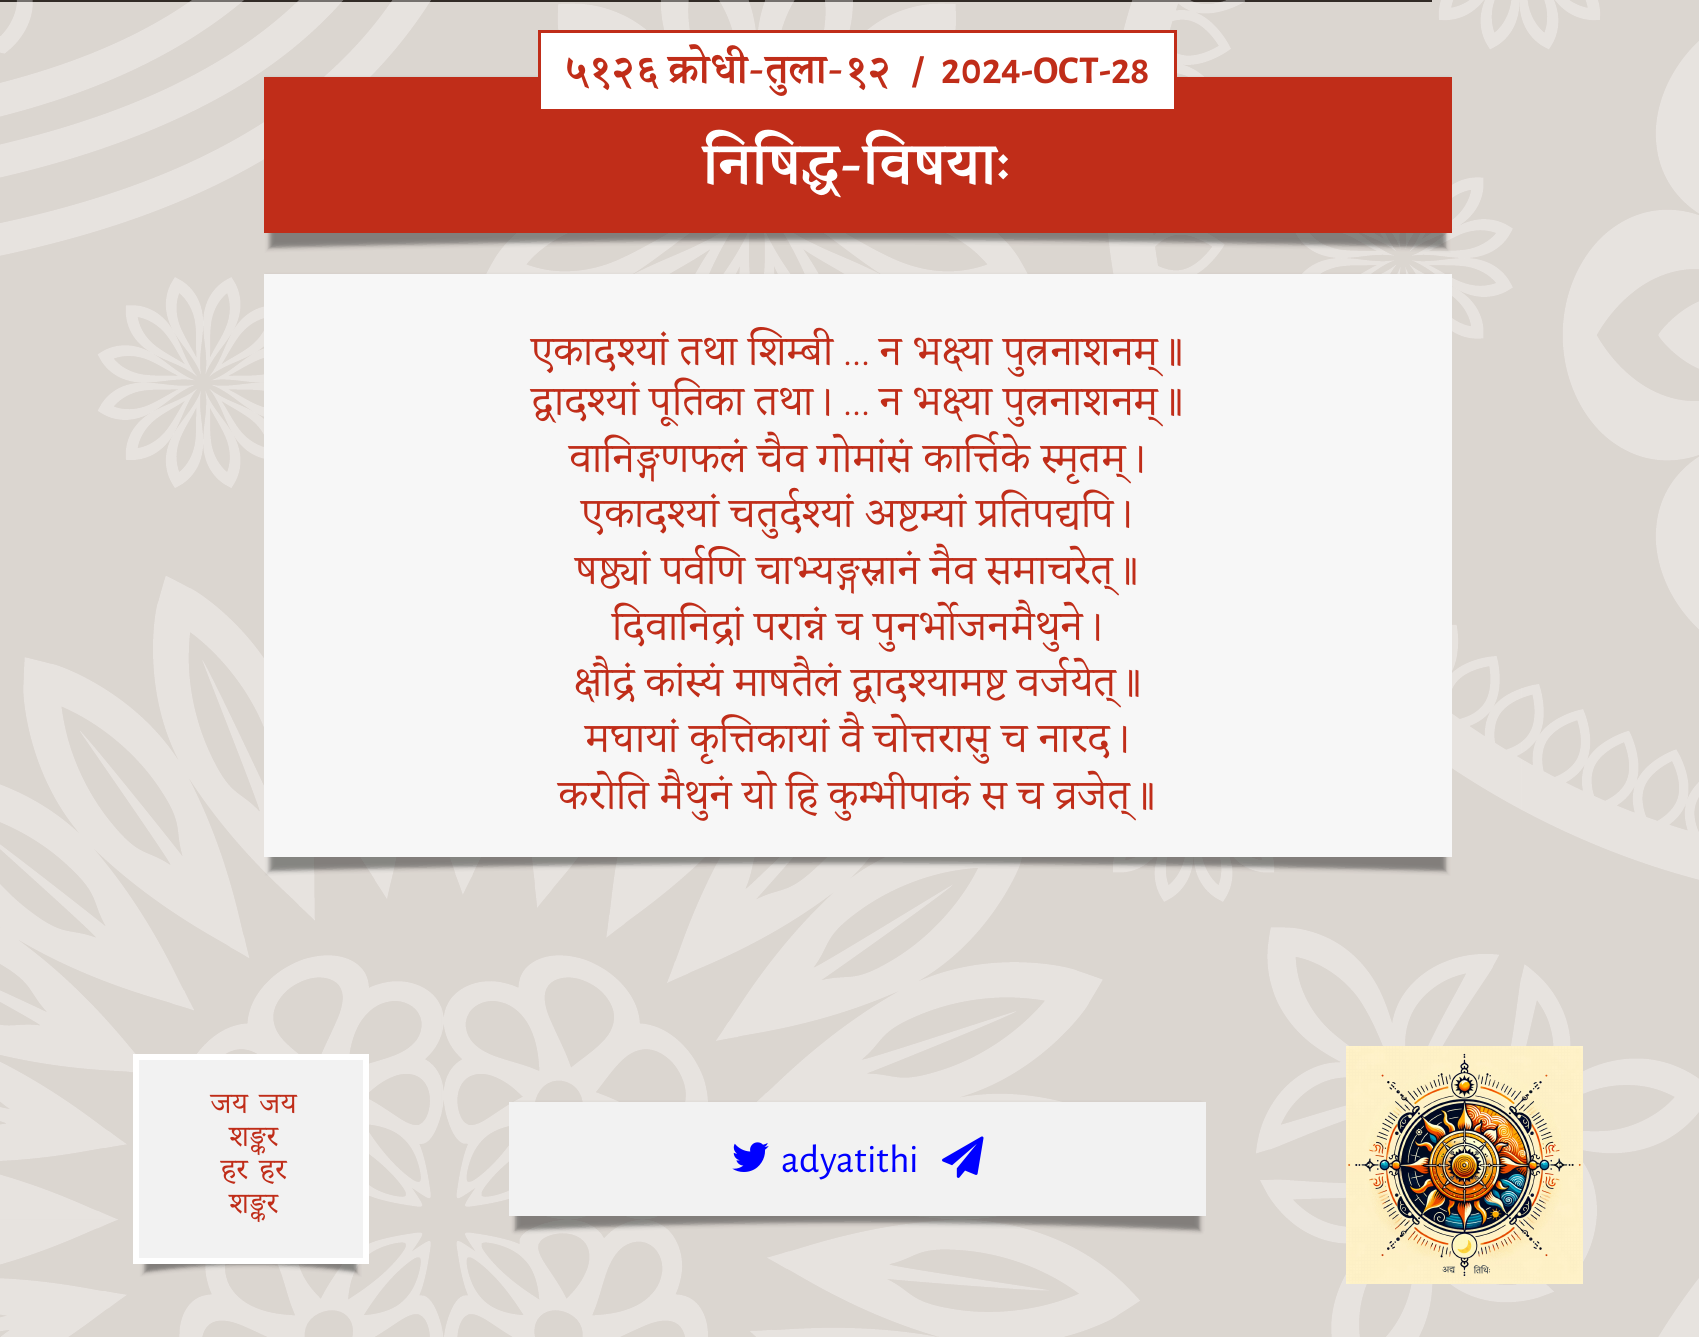 ५१२६ क्रोधी-तुला-१२ / 2024-OCT-28
निषिद्ध-विषयाः
एकादश्यां तथा शिम्बी ... न भक्ष्या पुत्रनाशनम्॥
द्वादश्यां पूतिका तथा। ... न भक्ष्या पुत्रनाशनम्॥
वानिङ्गणफलं चैव गोमांसं कार्त्तिके स्मृतम्।
एकादश्यां चतुर्दश्यां अष्टम्यां प्रतिपद्यपि।
षष्ठ्यां पर्वणि चाभ्यङ्गस्नानं नैव समाचरेत्॥
दिवानिद्रां परान्नं च पुनर्भोजनमैथुने।
क्षौद्रं कांस्यं माषतैलं द्वादश्यामष्ट वर्जयेत्॥
मघायां कृत्तिकायां वै चोत्तरासु च नारद।
करोति मैथुनं यो हि कुम्भीपाकं स च व्रजेत्॥
जय जय
शङ्कर
हर हर
शङ्कर
adyatithi
अद्य तिथिः